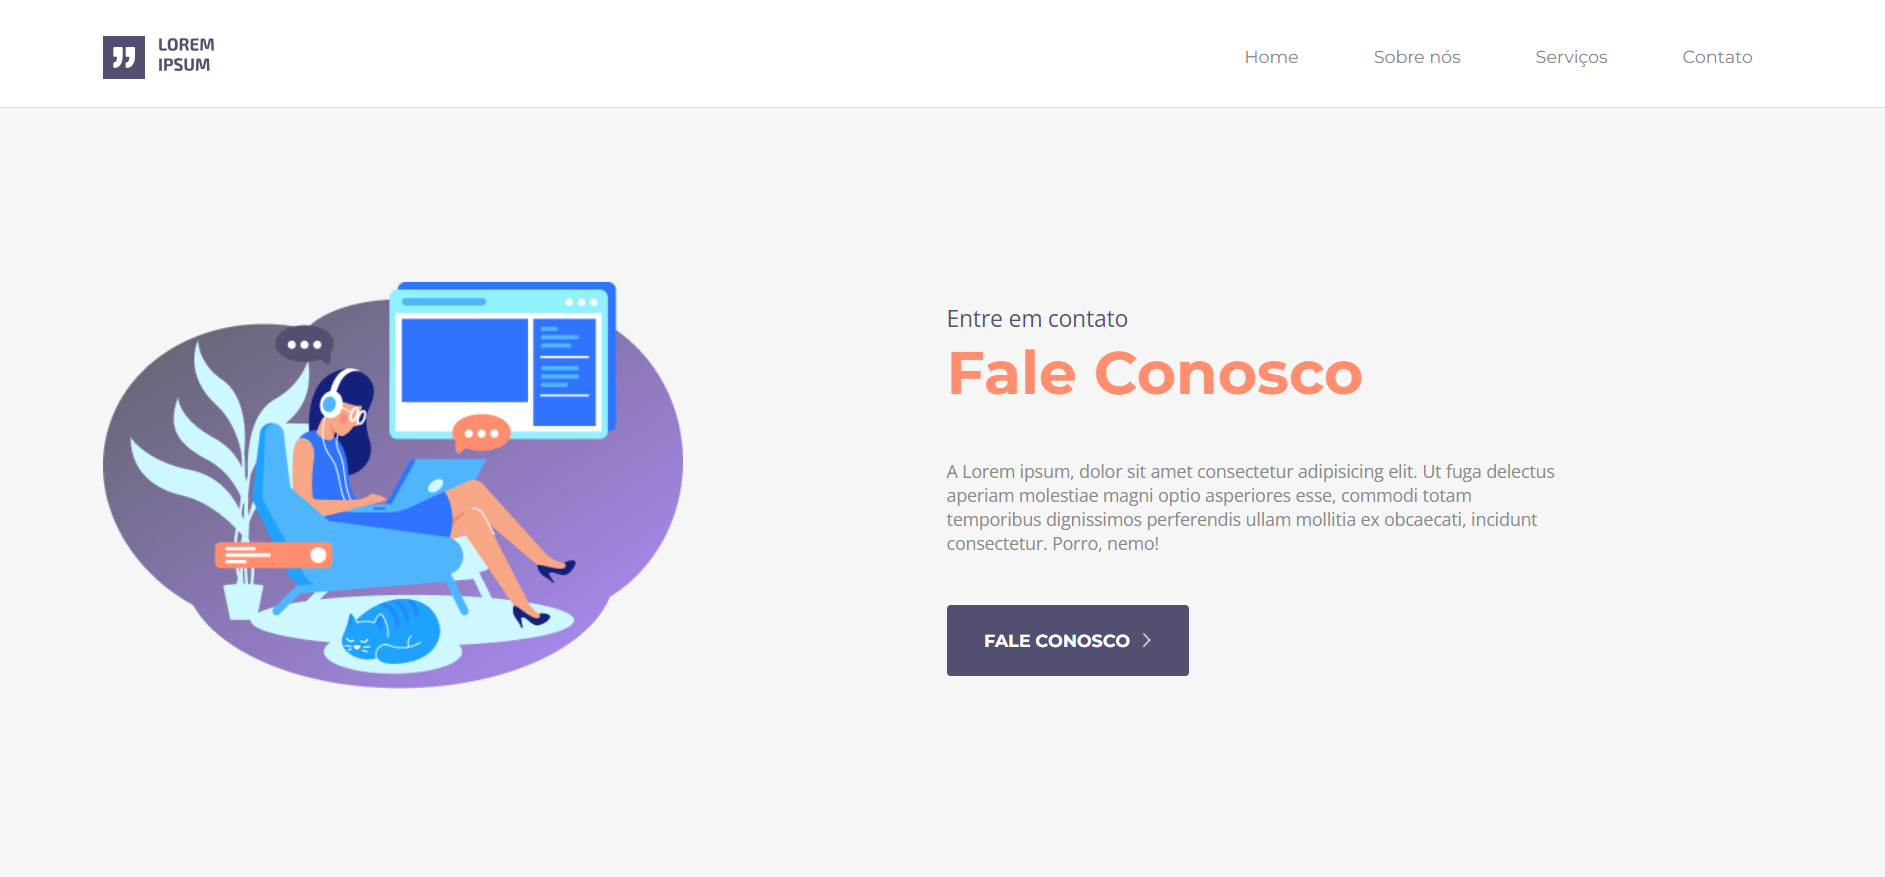 LOREM
IPSUM
Home
Sobre nós
Serviços
Contato
Entre em contato
Fale Conosco
A Lorem ipsum, dolor sit amet consectetur adipisicing elit. Ut fuga delectus
aperiam molestiae magni optio asperiores esse, commodi totam
temporibus dignissimos perferendis ullam mollitia ex obcaecati, incidunt
consectetur. Porro, nemo!
FALE CONOSCO